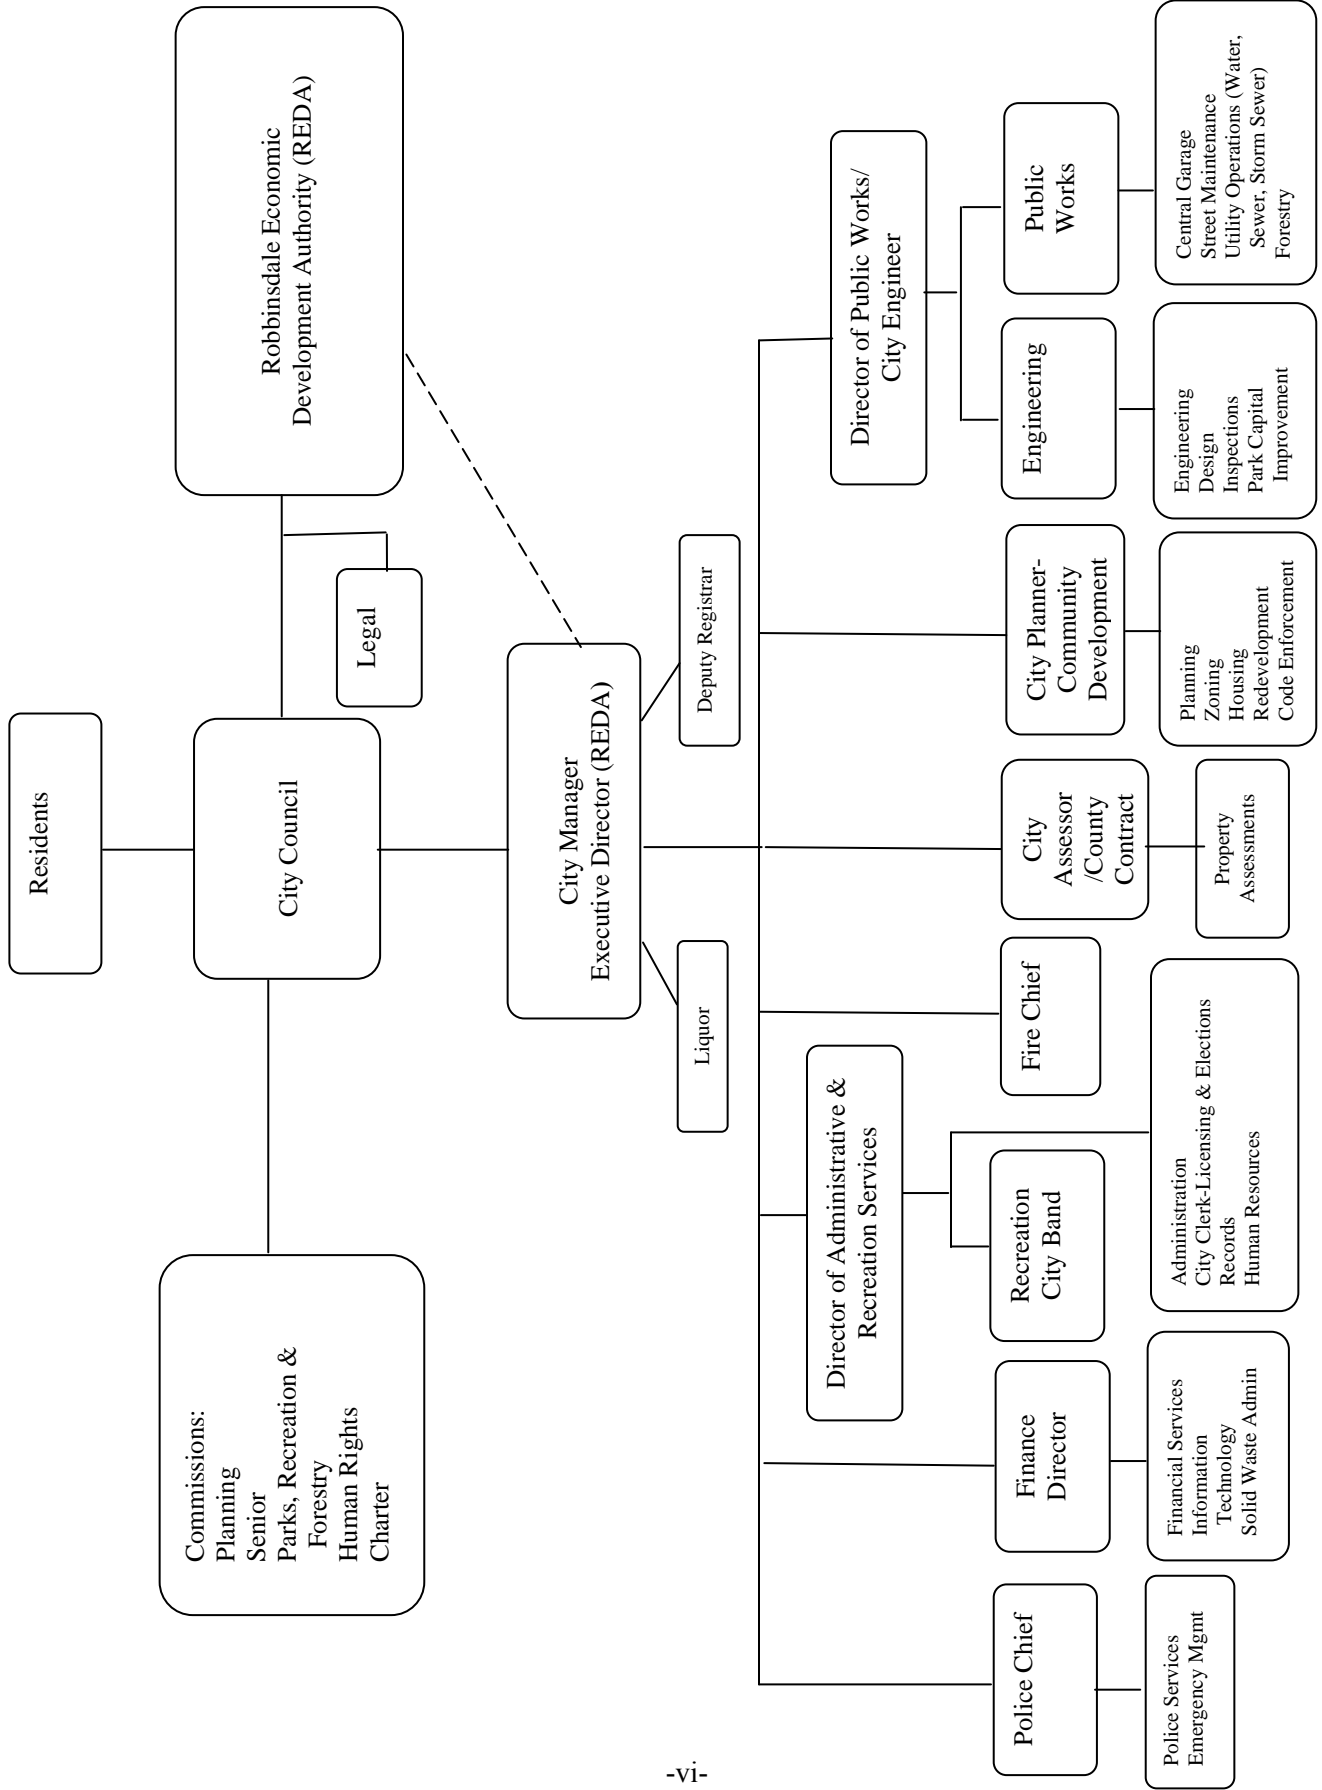 Residents
Commissions:
Planning
Senior
Parks, Recreation &
Forestry
Human Rights
Charter
City Council
Robbinsdale Economic
Development Authority (REDA)
Legal
City Manager
Executive Director (REDA)
Liquor
Deputy Registrar
Director of Administrative &
Recreation Services
Director of Public Works/
City Engineer
Police Chief
Finance
Director
Recreation
City Band
Fire Chief
City
Assessor
/County
Contract
City Planner-
Community
Development
Engineering
Public
Works
Police Services
Emergency Mgmt
Financial Services
Information
Technology
Solid Waste Admin
Administration
City Clerk-Licensing & Elections
Records
Human Resources
Property
Assessments
Planning
Zoning
Housing
Redevelopment
Code Enforcement
Engineering
Design
Inspections
Park Capital
Improvement
Central Garage
Street Maintenance
Utility Operations (Water,
Sewer, Storm Sewer)
Forestry
-vi-